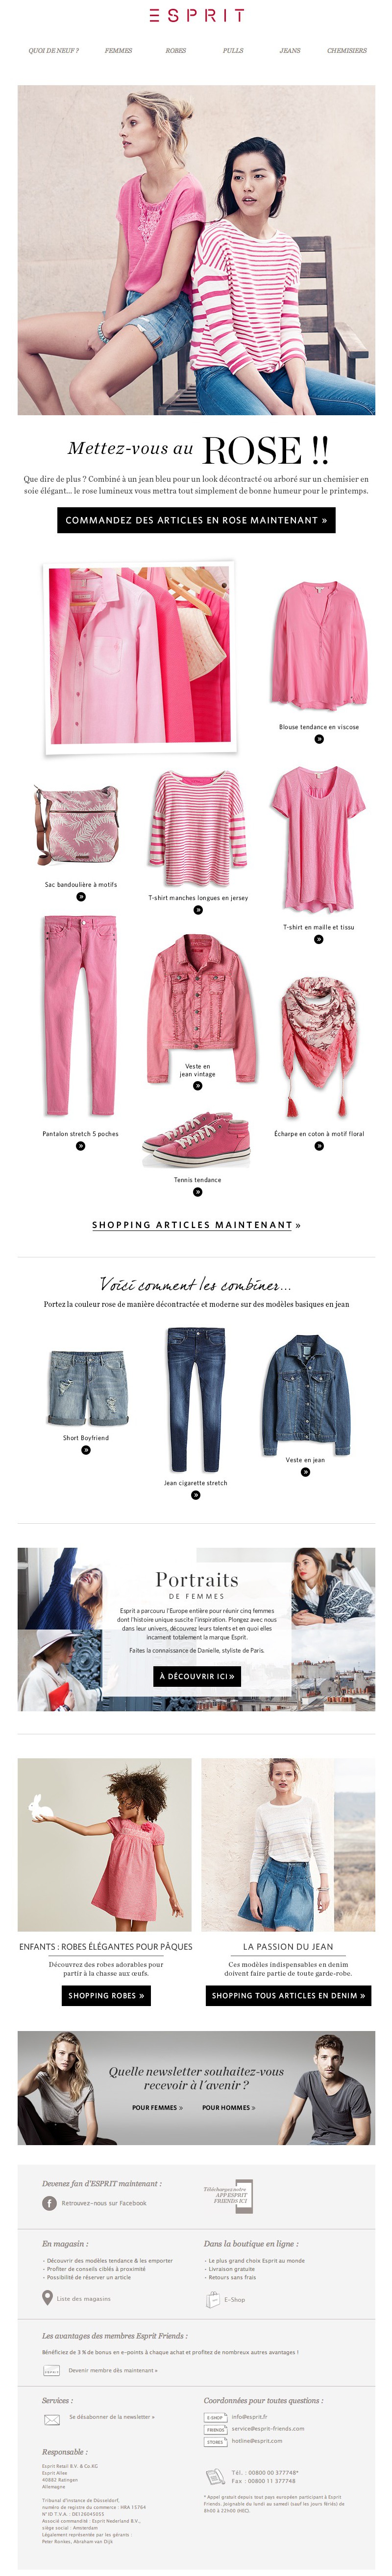 ESPRIT
QUOI DE NEUF ? FEMMES ROBES PULLS JEANS CHEMISIERS
Mettez-vous au ROSE !!
Que dire de plus ? Combiné à un jean bleu pour un look décontracté ou arboré sur un chemisier en
soie élégant... le rose lumineux vous mettra tout simplement de bonne humeur pour le printemps.
COMMANDEZ DES ARTICLES EN ROSE MAINTENANT »
Blouse tendance en viscose
»
Sac bandoulière à motifs
»
T-shirt manches longues en jersey
»
T-shirt en maille et tissu
»
Veste en
jean vintage
»
Pantalon stretch 5 poches
»
Écharpe en coton à motif floral
»
Tennis tendance
»
SHOPPING ARTICLES MAINTENANT »
Voici comment les combiner...
Portez la couleur rose de manière décontractée et moderne sur des modèles basiques en jean
Short Boyfriend
»
Veste en jean
»
Jean cigarette stretch
»
Portraits
DE FEMMES
Esprit a parcouru l'Europe entière pour réunir cinq femmes
dont l'histoire unique suscite l'inspiration. Plongez avec nous
dans leur univers, découvrez leurs talents et en quoi elles
incarnent totalement la marque Esprit.
Faites la connaissance de Danielle, styliste de Paris.
À DÉCOUVRIR ICI »
ENFANTS : ROBES ÉLÉGANTES POUR PÂQUES
Découvrez des robes adorables pour
partir à la chasse aux œufs.
SHOPPING ROBES »
LA PASSION DU JEAN
Ces modèles indispensables en denim
doivent faire partie de toute garde-robe.
SHOPPING TOUS ARTICLES EN DENIM »
Quelle newsletter souhaitez-vous
recevoir à l'avenir ?
POUR FEMMES » POUR HOMMES »
Devenez fan d'ESPRIT maintenant :
Retrouvez-nous sur Facebook
Téléchargez notre
APP ESPRIT
FRIENDS ICI
En magasin :
- Découvrir des modèles tendance & les emporter
- Profiter de conseils ciblés à proximité
- Possibilité de réserver un article
Liste des magasins
Dans la boutique en ligne :
- Le plus grand choix Esprit au monde
- Livraison gratuite
- Retours sans frais
E-Shop
Les avantages des membres Esprit Friends :
Bénéficiez de 3 % de bonus en e-points à chaque achat et profitez de nombreux autres avantages !
ESPRIT
Devenir membre dès maintenant »
Services :
Se désabonner de la newsletter »
Responsable :
Esprit Retail B.V. & Co.KG
Esprit Allee
40882 Ratingen
Allemagne
Tribunal d'instance de Düsseldorf,
numéro de registre du commerce : HRA 15764
N° ID T.V.A. : DE126045055
Associé commandité : Esprit Nederland B.V.,
siège social : Amsterdam
Légalement représentée par les gérants :
Peter Ronkes, Abraham van Dijk
Coordonnées pour toutes questions :
E-SHOP info@esprit.fr
FRIENDS service@esprit-friends.com
STORES hotline@esprit.com
Tél. : 00800 00 377748*
Fax : 00800 11 377748
* Appel gratuit depuis tout pays européen participant à Esprit
Friends. Joignable du lundi au samedi (sauf les jours fériés) de
8h00 à 22h00 (HEC).